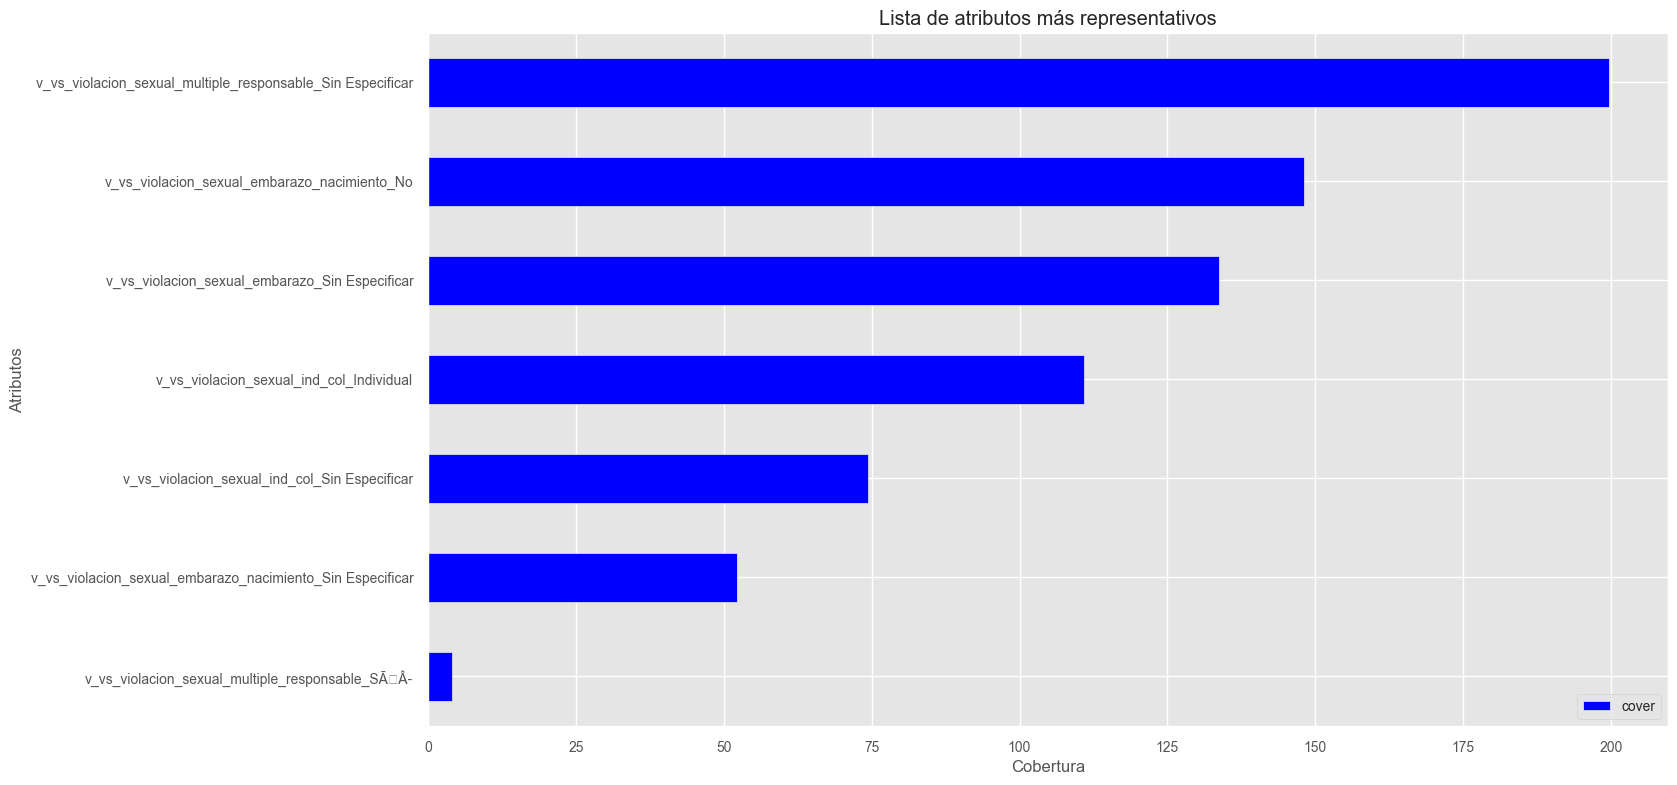 Lista de atributos más representativos
v_vs_violacion_sexual_multiple_responsable_Sin Especificar
v_vs_violacion_sexual_embarazo_nacimiento_No
v_vs_violacion_sexual_embarazo_Sin Especificar
v_vs_violacion_sexual_ind_col_Individual
v_vs_violacion_sexual_ind_col_Sin Especificar
v_vs_violacion_sexual_embarazo_nacimiento_Sin Especificar
v_vs_violacion_sexual_multiple_responsable_SÃ□Â-
Atributos
cover
0 25 50 75 100 125 150 175 200
Cobertura